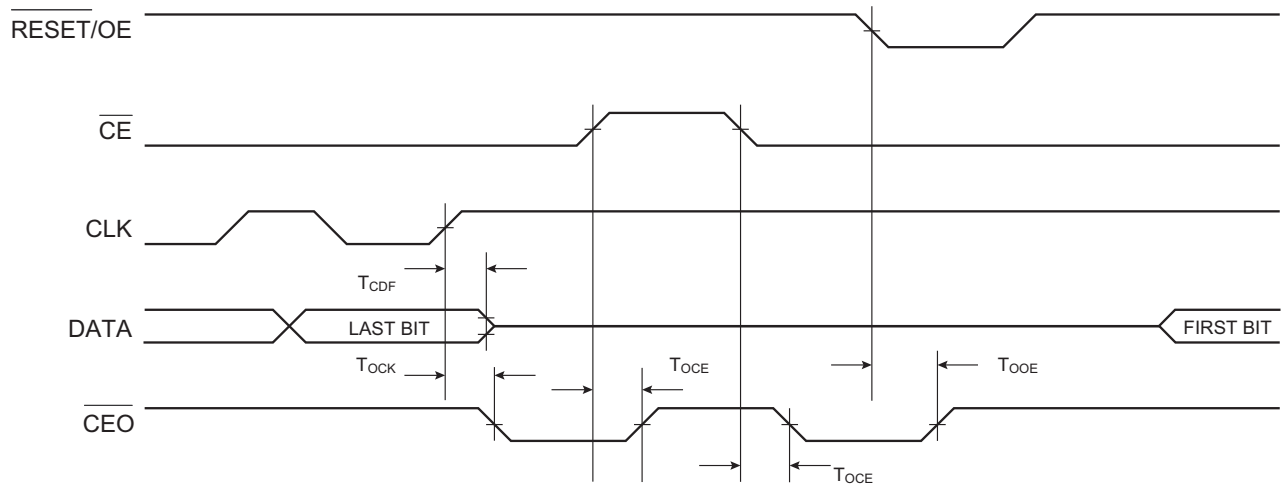 RESET/OE
CE
CLK
TCDF
DATA
LAST BIT
FIRST BIT
TOCK
TOCE
TOOE
CEO
TOCE